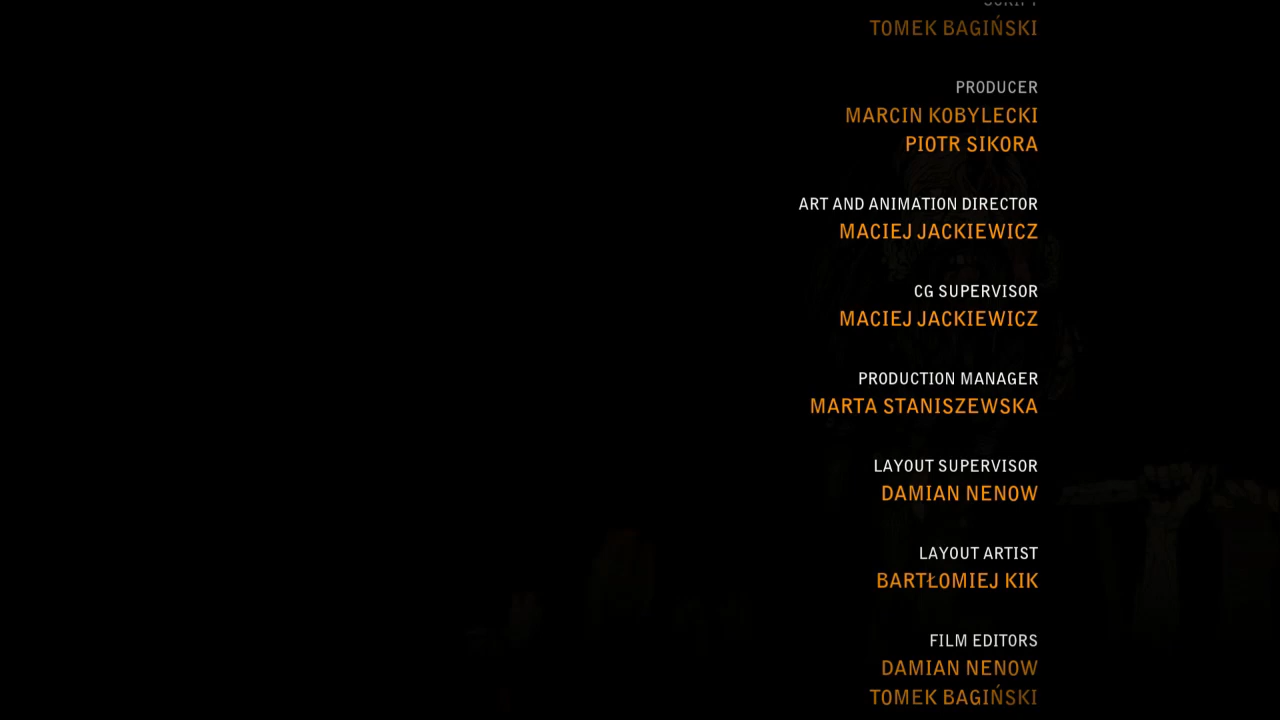 SCRIPT
TOMEK BAGIŃSKI
PRODUCER
MARCIN KOBYLECKI
PIOTR SIKORA
ART AND ANIMATION DIRECTOR
MACIEJ JACKIEWICZ
CG SUPERVISOR
MACIEJ JACKIEWICZ
PRODUCTION MANAGER
MARTA STANISZEWSKA
LAYOUT SUPERVISOR
DAMIAN NENOW
LAYOUT ARTIST
BARTŁOMIEJ KIK
FILM EDITORS
DAMIAN NENOW
TOMEK BAGIŃSKI